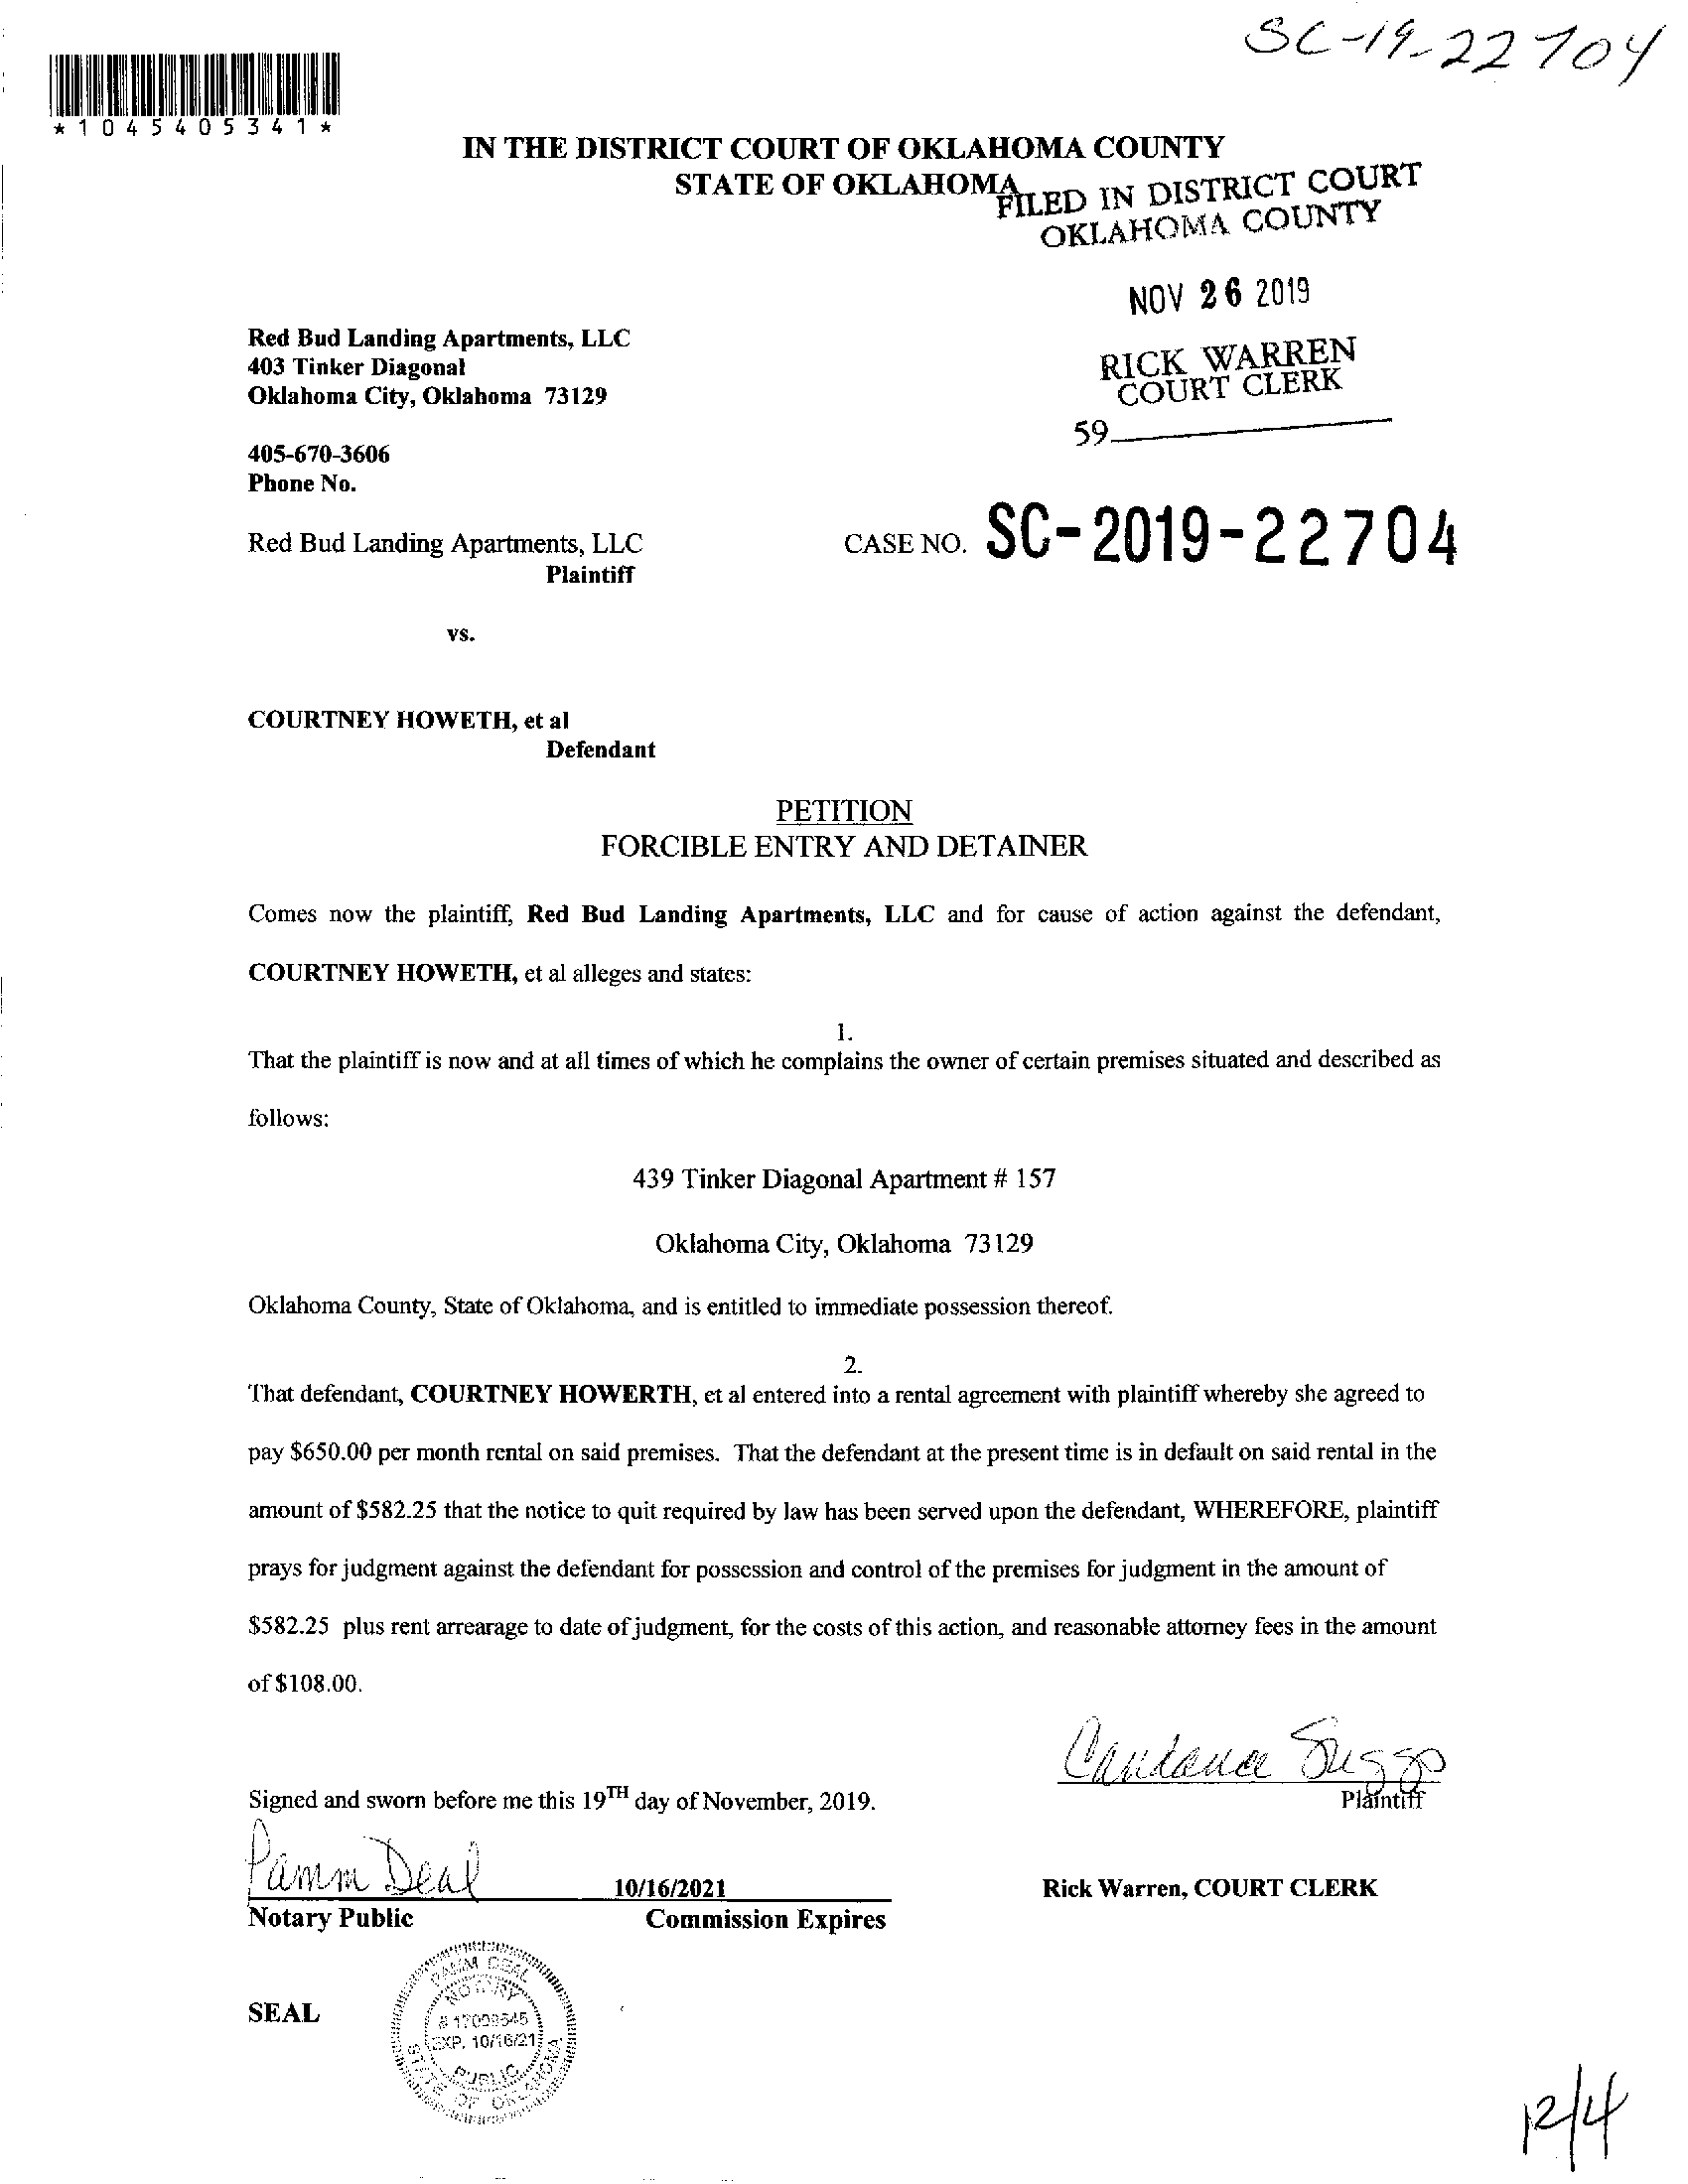 SC-19-22704
*1045405341*
IN THE DISTRICT COURT OF OKLAHOMA COUNTY
STATE OF OKLAHOMA
FILED IN DISTRICT COURT
OKLAHOMA COUNTY
NOV 26 2019
RICK WARREN
COURT CLERK
59
Red Bud Landing Apartments, LLC
403 Tinker Diagonal
Oklahoma City, Oklahoma 73129
405-670-3606
Phone No.
Red Bud Landing Apartments, LLC
Plaintiff
CASE NO. SC-2019-22704
vs.
COURTNEY HOWETH, et al
Defendant
PETITION
FORCIBLE ENTRY AND DETAINER
Comes now the plaintiff, Red Bud Landing Apartments, LLC and for cause of action against the defendant,
COURTNEY HOWETH, et al alleges and states:
1.
That the plaintiff is now and at all times of which he complains the owner of certain premises situated and described as
follows:
439 Tinker Diagonal Apartment # 157
Oklahoma City, Oklahoma 73129
Oklahoma County, State of Oklahoma, and is entitled to immediate possession thereof.
2.
That defendant, COURTNEY HOWERTH, et al entered into a rental agreement with plaintiff whereby she agreed to
pay $650.00 per month rental on said premises. That the defendant at the present time is in default on said rental in the
amount of $582.25 that the notice to quit required by law has been served upon the defendant, WHEREFORE, plaintiff
prays for judgment against the defendant for possession and control of the premises for judgment in the amount of
$582.25 plus rent arrearage to date of judgment, for the costs of this action, and reasonable attorney fees in the amount
of $108.00.
Candance Suggs
Plaintiff
Signed and sworn before me this 19TH day of November, 2019.
Pamm Deal
10/16/2021
Rick Warren, COURT CLERK
Notary Public
Commission Expires
SEAL
PAMM DEAL
NOTARY
# 17009545
EXP. 10/16/21
PUBLIC
STATE OF OKLAHOMA
12/4